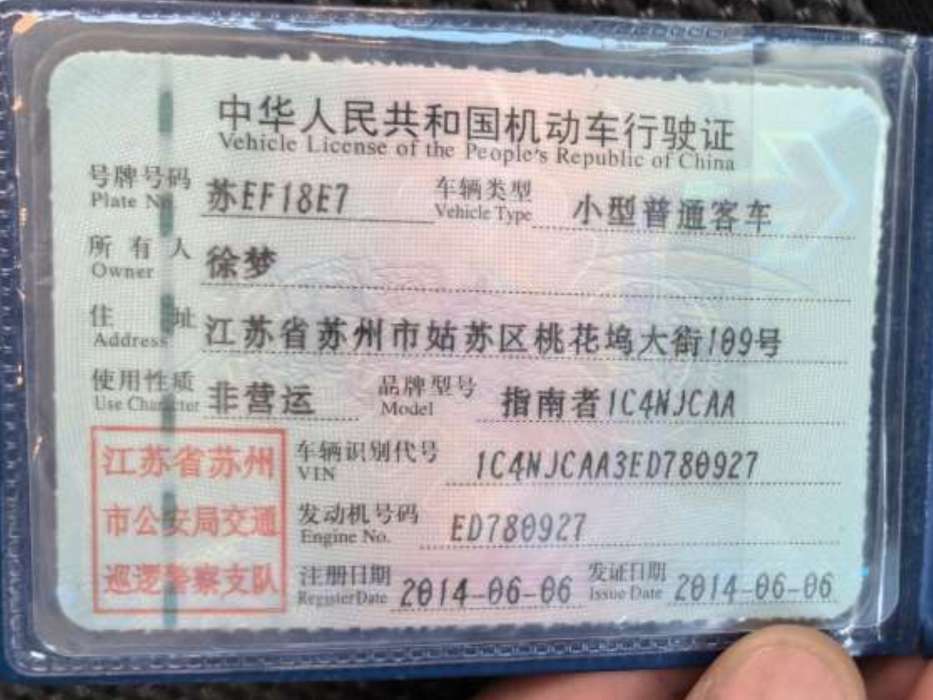 中华人民共和国机动车行驶证
Vehicle License of the People's Republic of China
号牌号码 苏EF18E7 车辆类型 小型普通客车
Plate No. Vehicle Type
所有人 徐梦
Owner
住址 江苏省苏州市姑苏区桃花坞大街109号
Address
使用性质 非营运 品牌型号 指南者1C4NJCAA
Use Character Model
江苏省苏州 车辆识别代号 1C4NJCAA3ED780927
VIN
市公安局交通 发动机号码 ED780927
Engine No.
巡逻警察支队 注册日期 2014-06-06 发证日期 2014-06-06
Register Date Issue Date